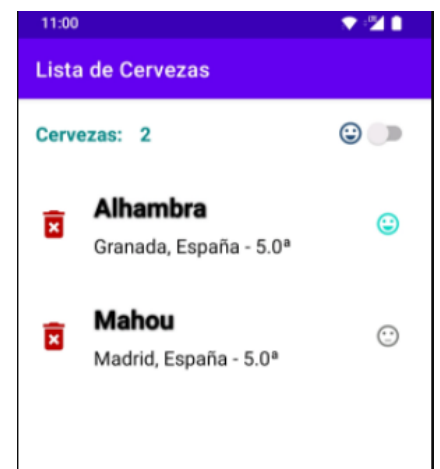 11:00
Lista de Cervezas
Cervezas: 2
Alhambra
Granada, España - 5.0ª
Mahou
Madrid, España - 5.0ª